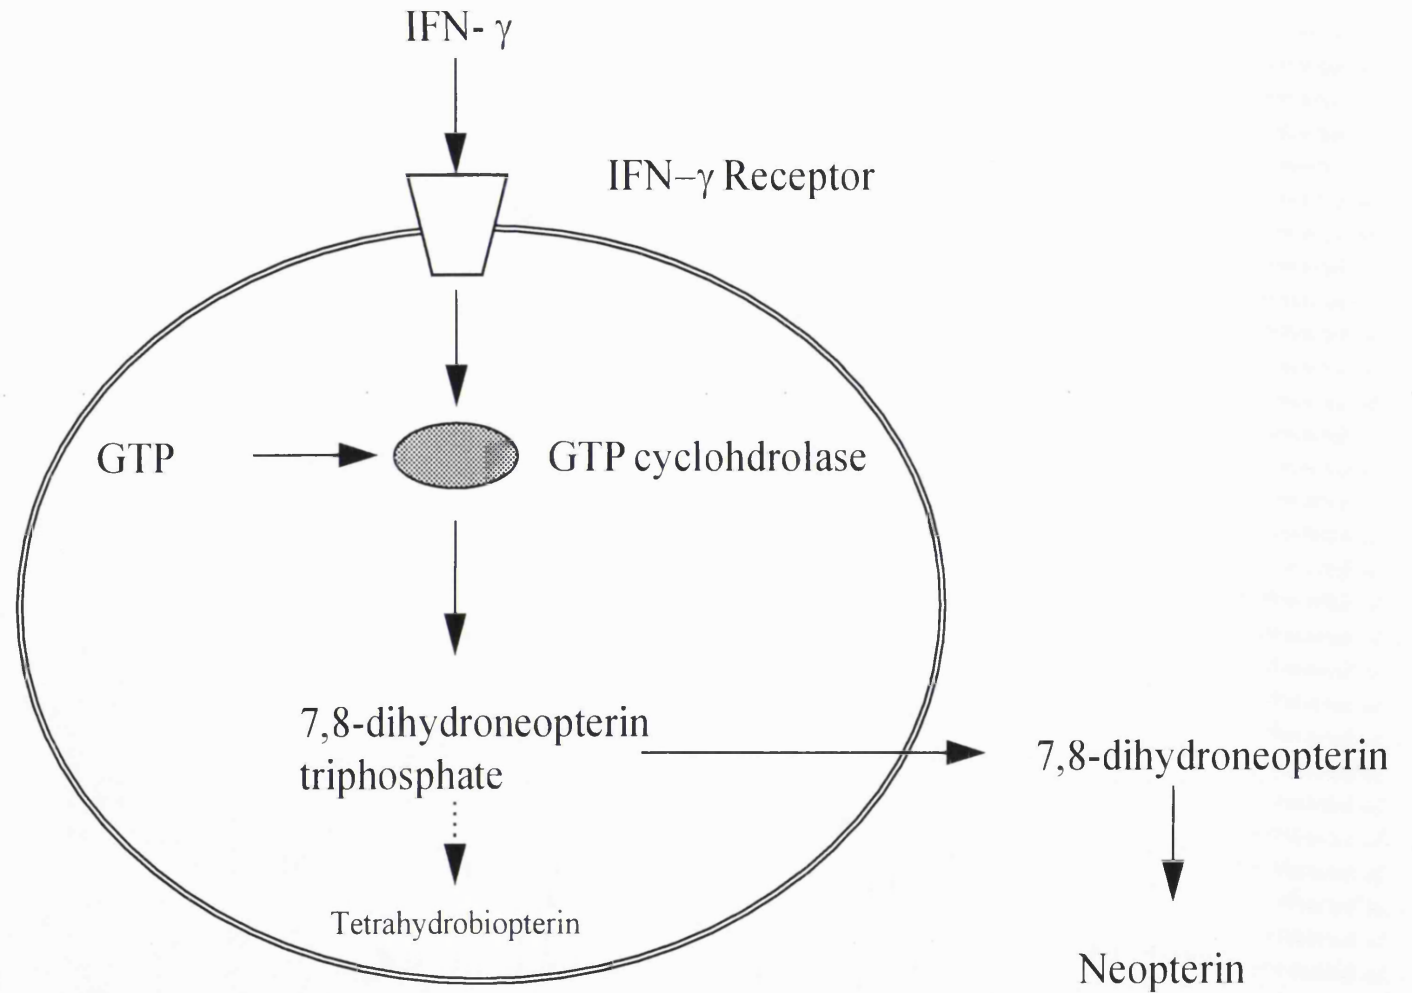 IFN- γ
IFN–γ Receptor
GTP
GTP cyclohdrolase
7,8-dihydroneopterin
triphosphate
7,8-dihydroneopterin
Tetrahydrobiopterin
Neopterin